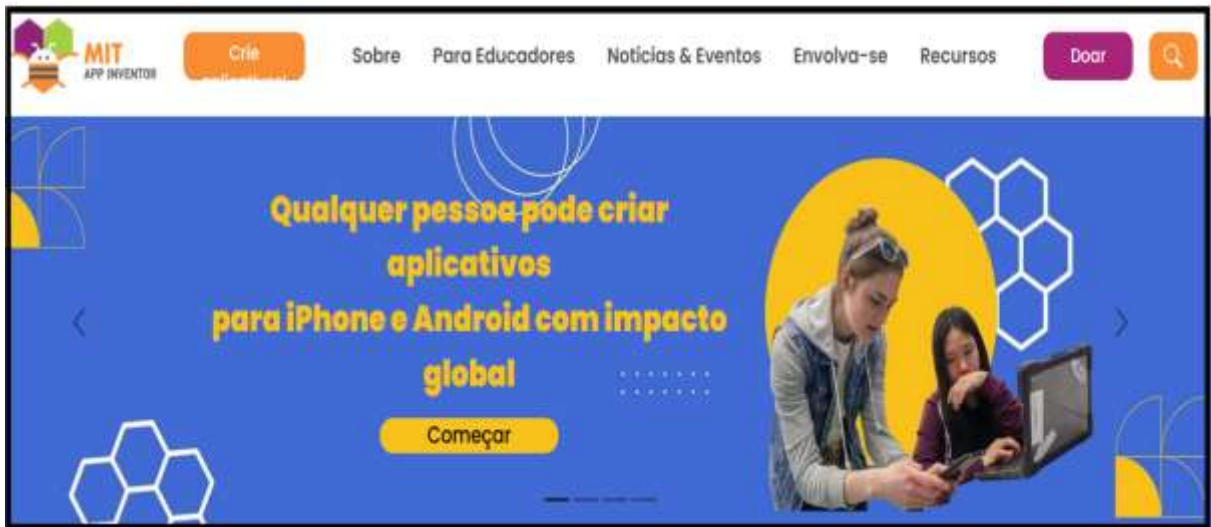 MIT
APP INVENTOR
Crie
Sobre
Para Educadores
Notícias & Eventos
Envolva-se
Recursos
Doar
Qualquer pessoa pode criar
aplicativos
para iPhone e Android com impacto
global
Começar